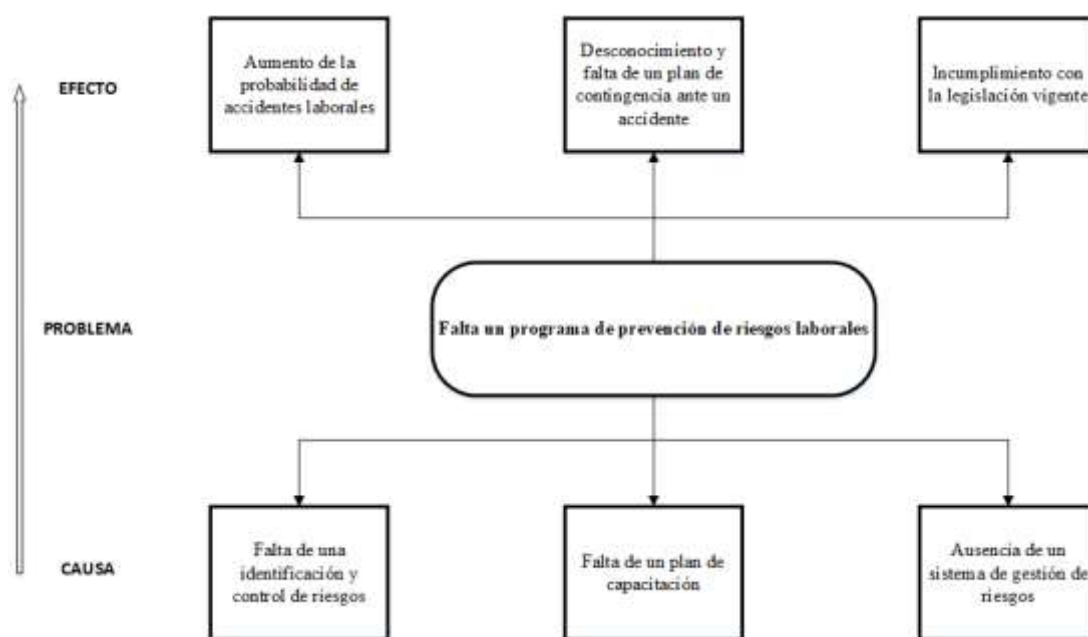 EFECTO
Aumento de la
probabilidad de
accidentes laborales
Desconocimiento y
falta de un plan de
contingencia ante un
accidente
Incumplimiento con
la legislación vigente
PROBLEMA
Falta un programa de prevención de riesgos laborales
CAUSA
Falta de una
identificación y
control de riesgos
Falta de un plan de
capacitación
Ausencia de un
sistema de gestión de
riesgos